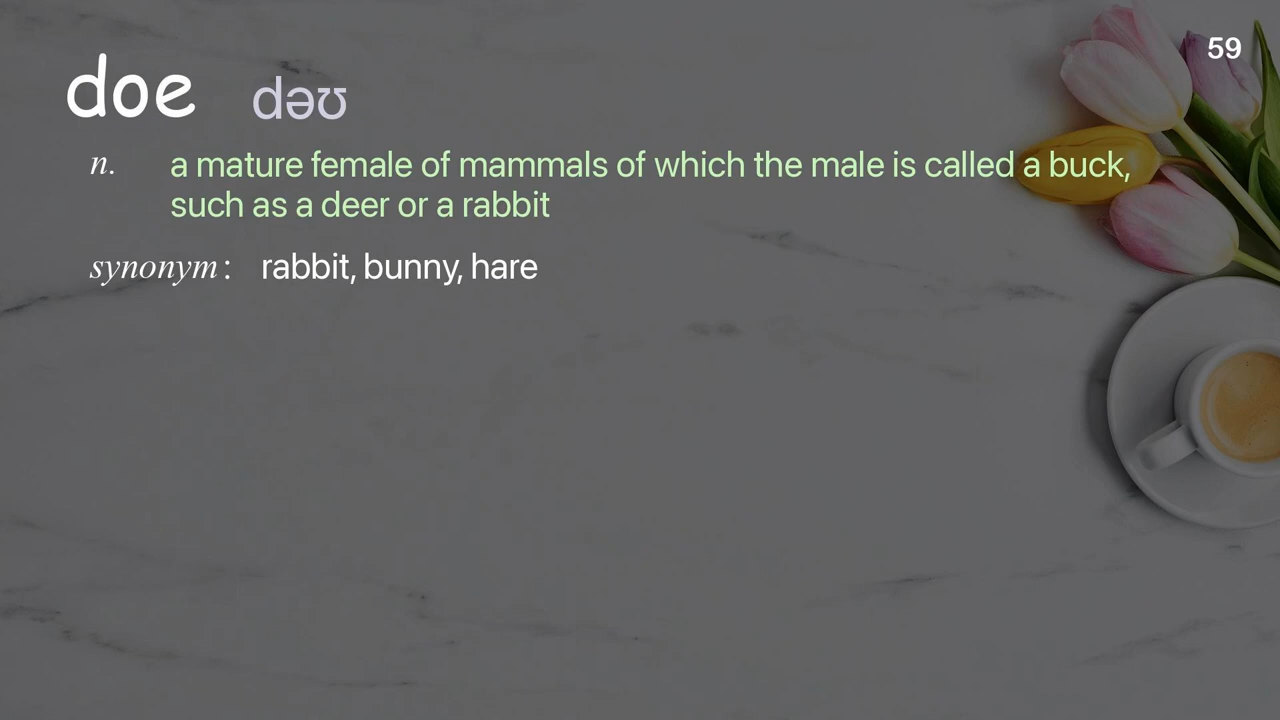 59
doe dəʊ
n. a mature female of mammals of which the male is called a buck,
such as a deer or a rabbit
synonym: rabbit, bunny, hare